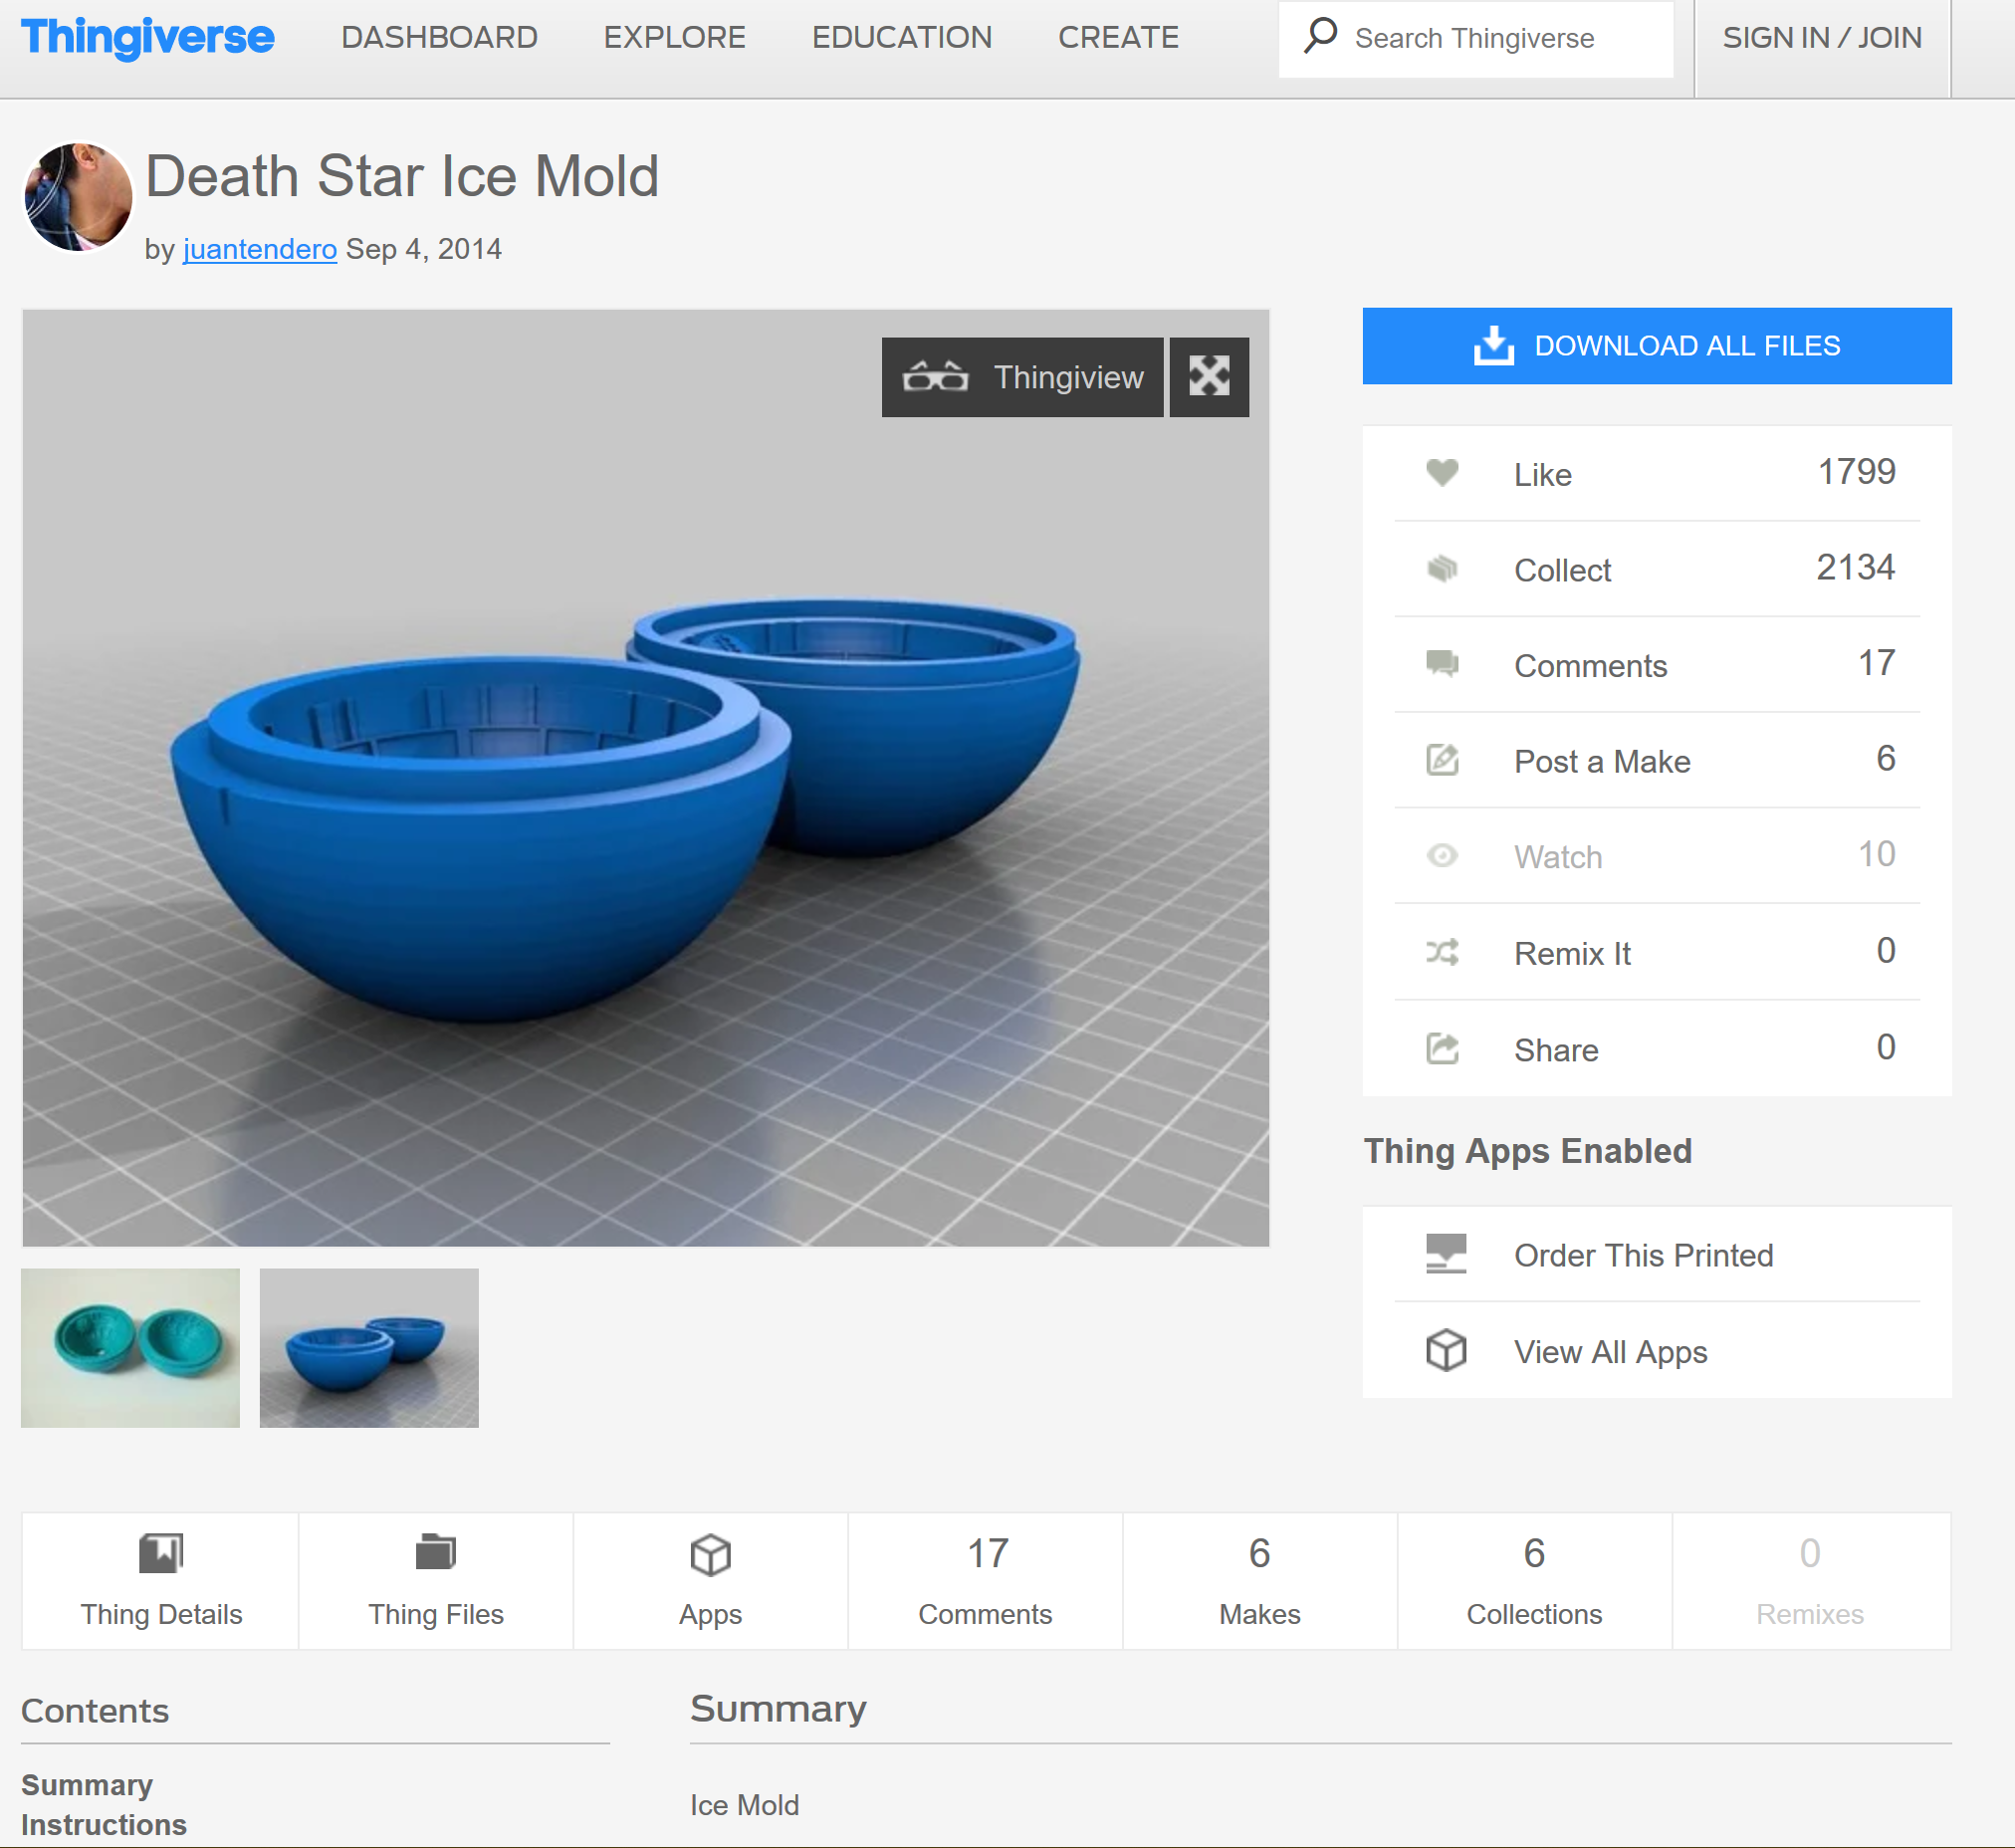 Thingiverse
DASHBOARD
EXPLORE
EDUCATION
CREATE
Search Thingiverse
SIGN IN / JOIN
Death Star Ice Mold
by juantendero Sep 4, 2014
Thingiview
DOWNLOAD ALL FILES
Like 1799
Collect 2134
Comments 17
Post a Make 6
Watch 10
Remix It 0
Share 0
Thing Apps Enabled
Order This Printed
View All Apps
Thing Details
Thing Files
Apps
17
Comments
6
Makes
6
Collections
0
Remixes
Contents
Summary
Instructions
Summary
Ice Mold